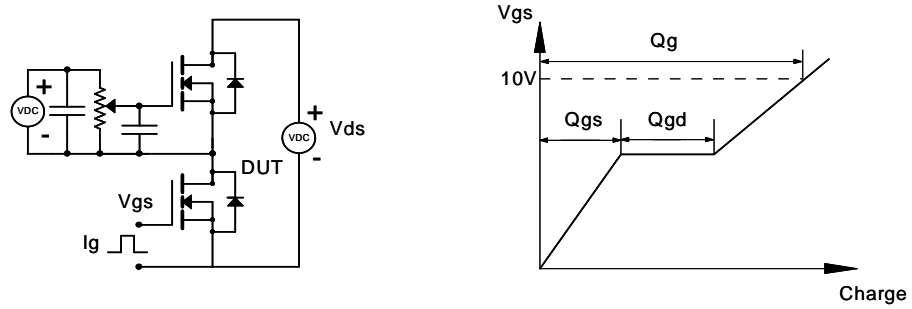 +
VDC
-
+
VDC
-
Vds
DUT
Vgs
Ig
Vgs
Qg
10V
Qgs
Qgd
Charge